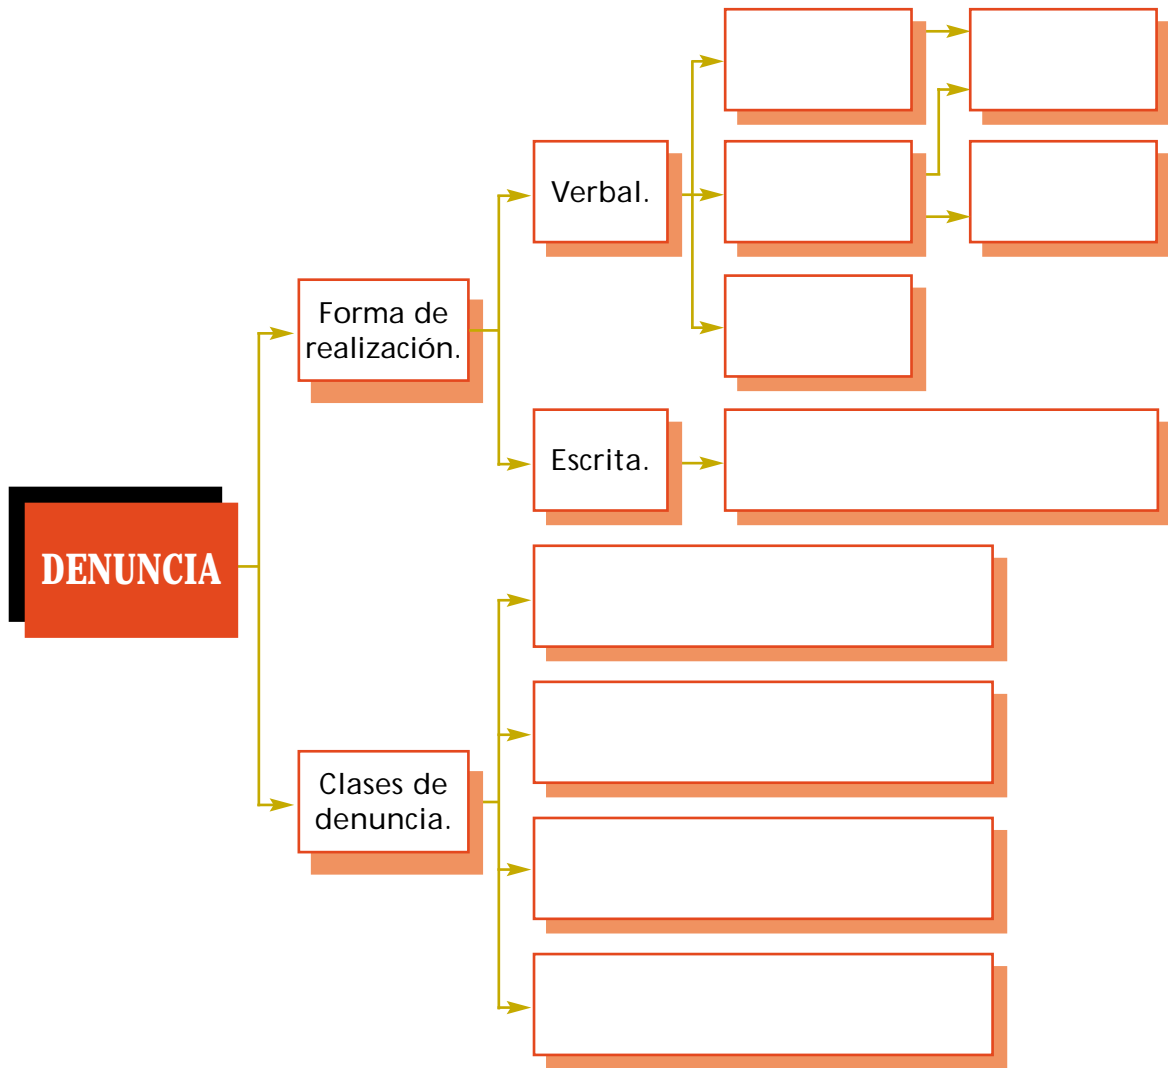 Verbal.
Forma de
realización.
Escrita.
DENUNCIA
Clases de
denuncia.